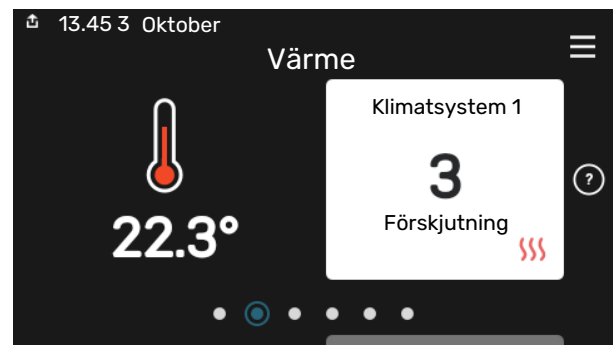 13.45 3 Oktober
Värme
Klimatsystem 1
3
Förskjutning
22.3°
?